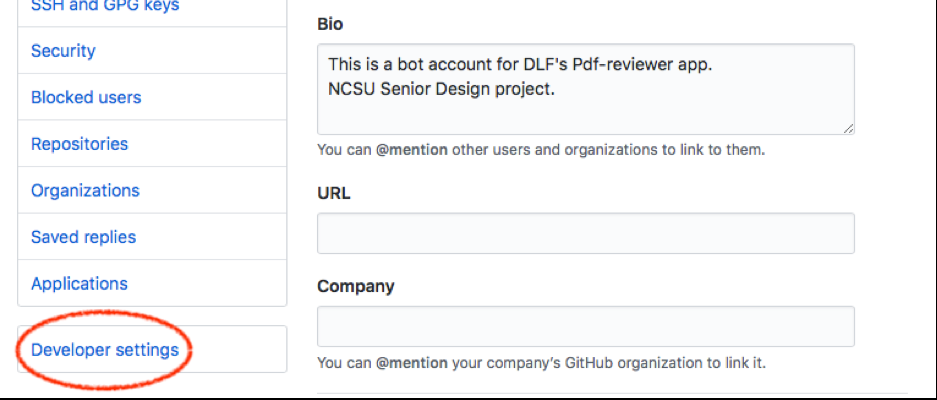 SSH and GPG keys
Security
Blocked users
Repositories
Organizations
Saved replies
Applications
Developer settings
Bio
This is a bot account for DLF's Pdf-reviewer app.
NCSU Senior Design project.
You can @mention other users and organizations to link to them.
URL
Company
You can @mention your company's GitHub organization to link it.